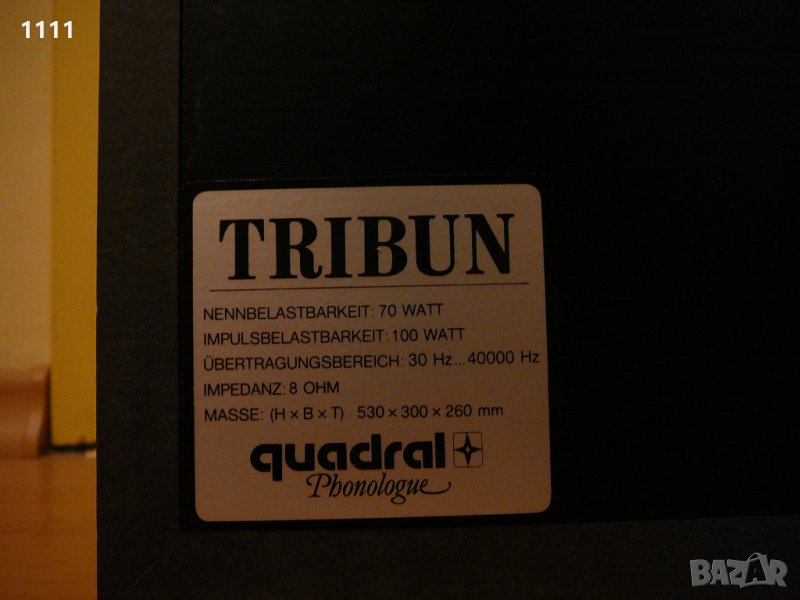 1111
TRIBUN
NENNBELASTBARKEIT: 70 WATT
IMPULSBELASTBARKEIT: 100 WATT
ÜBERTRAGUNGSBEREICH: 30 Hz...40000 Hz
IMPEDANZ: 8 OHM
MASSE: (H × B × T) 530 × 300 × 260 mm
quadral
Phonologue
BAZAR